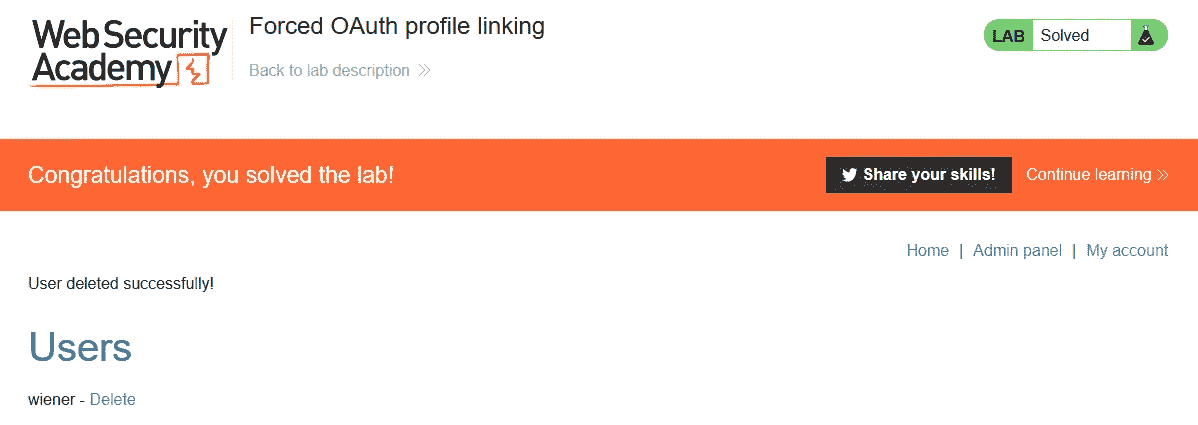 Web Security
Academy
Forced OAuth profile linking
Back to lab description
LAB Solved
Congratulations, you solved the lab!
Share your skills!
Continue learning
Home | Admin panel | My account
User deleted successfully!
Users
wiener - Delete